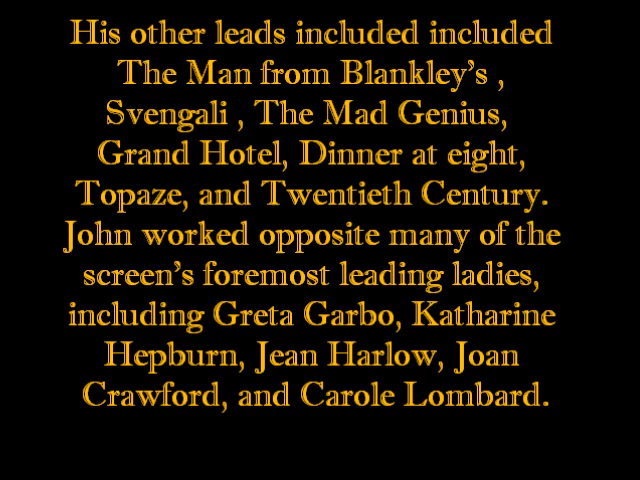 His other leads included included
The Man from Blankley's ,
Svengali , The Mad Genius,
Grand Hotel, Dinner at eight,
Topaze, and Twentieth Century.
John worked opposite many of the
screen's foremost leading ladies,
including Greta Garbo, Katharine
Hepburn, Jean Harlow, Joan
Crawford, and Carole Lombard.